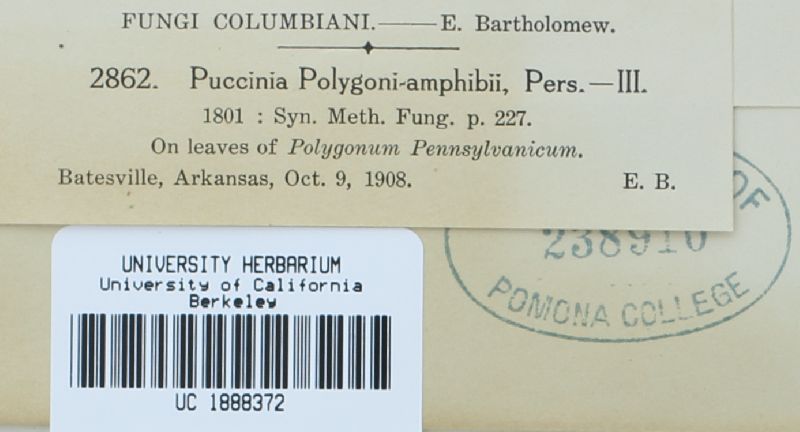 FUNGI COLUMBIANI.——E. Bartholomew.
2862. Puccinia Polygoni-amphibii, Pers.—III.
1801 : Syn. Meth. Fung. p. 227.
On leaves of Polygonum Pennsylvanicum.
Batesville, Arkansas, Oct. 9, 1908. E. B.
OF
238910
POMONA COLLEGE
UNIVERSITY HERBARIUM
University of California
Berkeley
UC 1888372